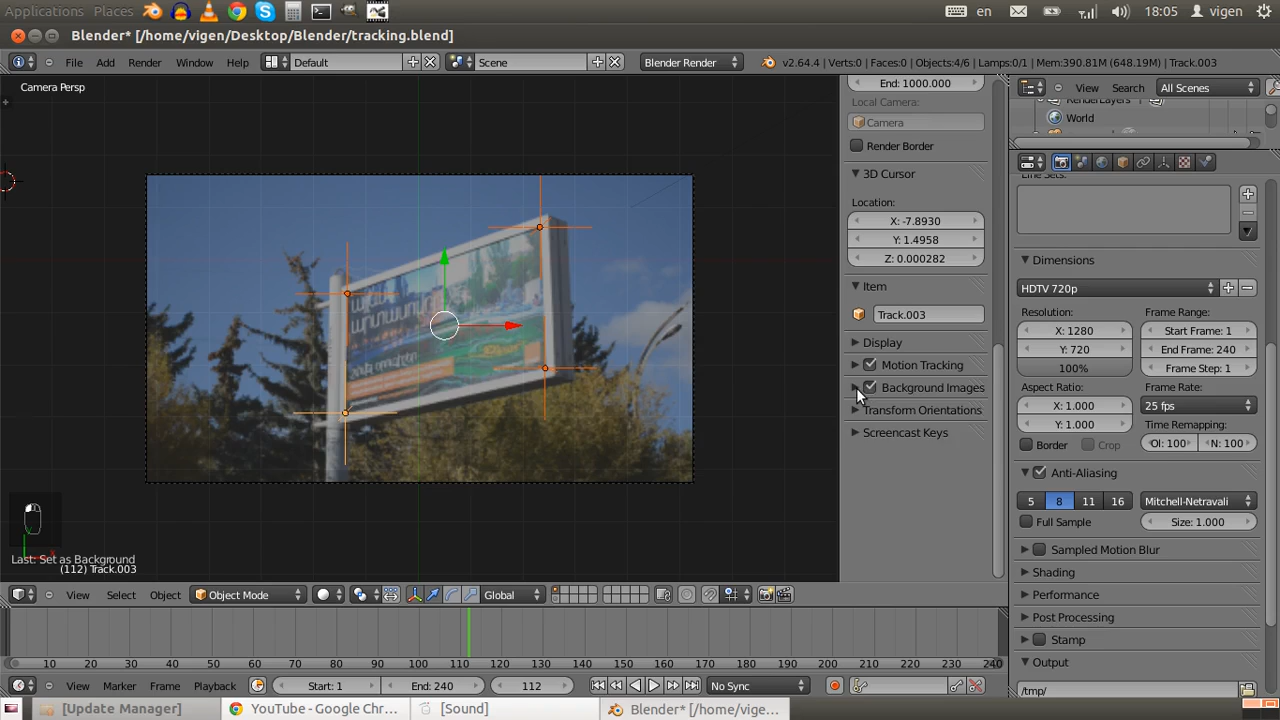 Applications Places
en
18:05 vigen
Blender* [/home/vigen/Desktop/Blender/tracking.blend]
File Add Render Window Help
Default
Scene
Blender Render
v2.64.4 | Verts:0 | Faces:0 | Objects:4/6 | Lamps:0/1 | Mem:390.81M (648.19M) | Track.003
Camera Persp
End: 1000.000
Local Camera:
Camera
Render Border
3D Cursor
Location:
X: -7.8930
Y: 1.4958
Z: 0.000282
Item
Track.003
Display
Motion Tracking
Background Images
Transform Orientations
Screencast Keys
View Search All Scenes
RenderLayers
World
Line Sets:
Dimensions
HDTV 720p
Resolution:
X: 1280
Y: 720
100%
Frame Range:
Start Frame: 1
End Frame: 240
Frame Step: 1
Aspect Ratio:
X: 1.000
Y: 1.000
Frame Rate:
25 fps
Time Remapping:
Ol: 100
N: 100
Border
Crop
Anti-Aliasing
5 8 11 16
Mitchell-Netravali
Full Sample
Size: 1.000
Sampled Motion Blur
Shading
Performance
Post Processing
Stamp
Output
/tmp/
Last: Set as Background
(112) Track.003
View Select Object
Object Mode
Global
10 20 30 40 50 60 70 80 90 100 110 120 130 140 150 160 170 180 190 200 210 220 230 240
View Marker Frame Playback
Start: 1
End: 240
112
No Sync
[Update Manager]
YouTube - Google Chr...
[Sound]
Blender* [/home/vige...